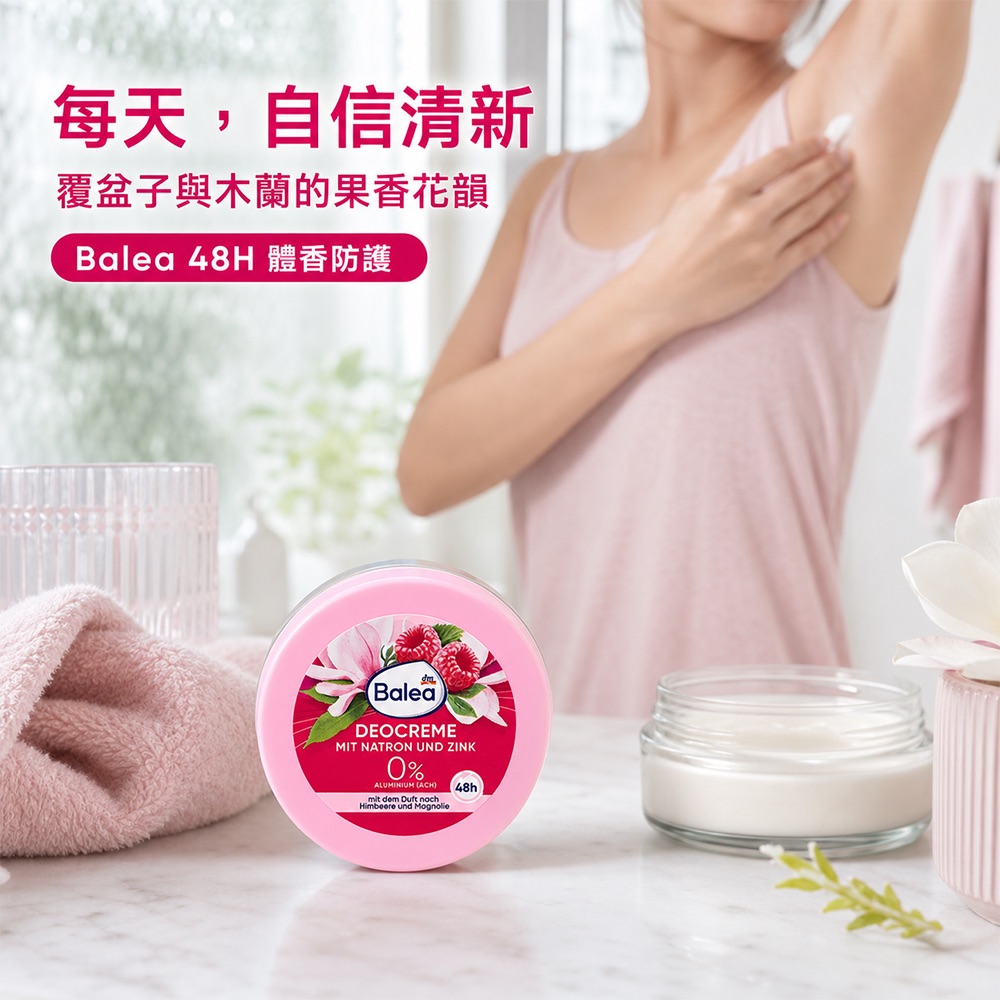 每天，自信清新
覆盆子與木蘭的果香花韻
Balea 48H 體香防護
dm
Balea
DEOCREME
MIT NATRON UND ZINK
0%
ALUMINIUM (ACH)
48h
mit dem Duft nach
Himbeere und Magnolie